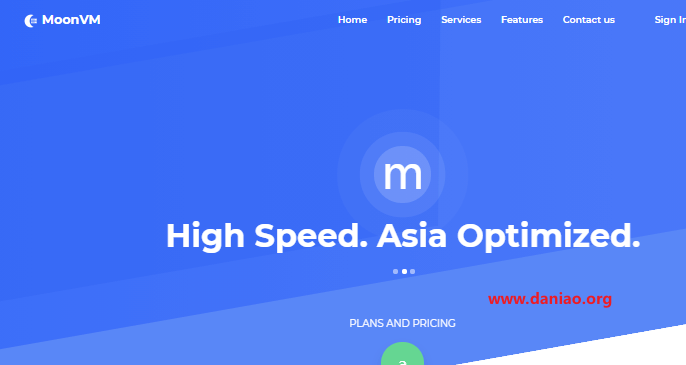 MoonVM
Home Pricing Services Features Contact us Sign In
m
High Speed. Asia Optimized.
www.daniao.org
PLANS AND PRICING
a